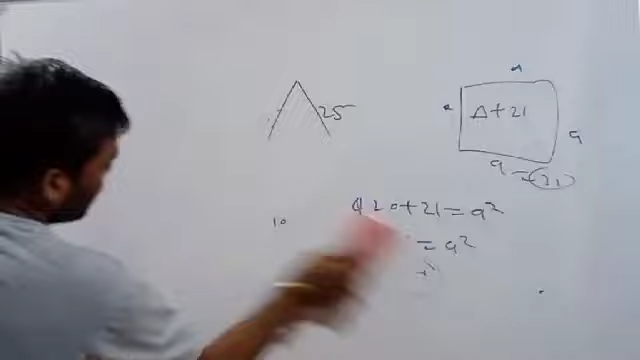 25
a
a
Δ+21
a
a = 21
10
420+21=a²
=a²